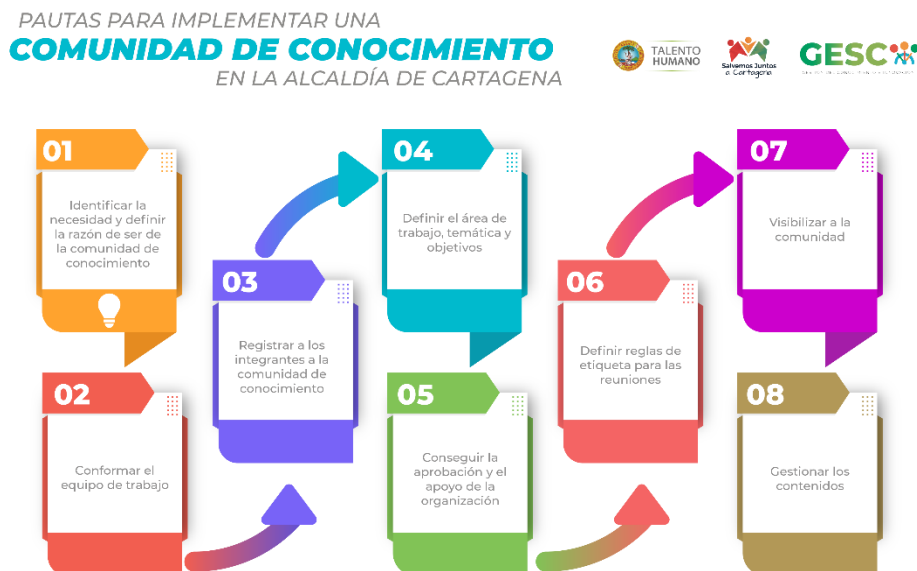 PAUTAS PARA IMPLEMENTAR UNA
COMUNIDAD DE CONOCIMIENTO
EN LA ALCALDÍA DE CARTAGENA
TALENTO
HUMANO
Salvemos Juntos
a Cartagena
GESC
01
Identificar la
necesidad y definir
la razón de ser de
la comunidad de
conocimiento
02
Conformar el
equipo de trabajo
03
Registrar a los
integrantes a la
comunidad de
conocimiento
04
Definir el área de
trabajo, temática y
objetivos
05
Conseguir la
aprobación y el
apoyo de la
organización
06
Definir reglas de
etiqueta para las
reuniones
07
Visibilizar a la
comunidad
08
Gestionar los
contenidos